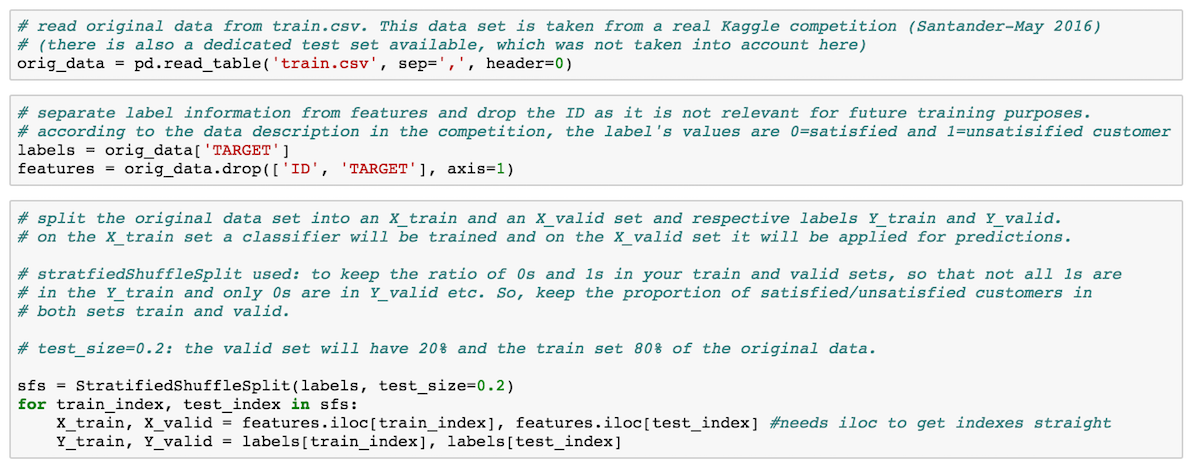 # read original data from train.csv. This data set is taken from a real Kaggle competition (Santander-May 2016)
# (there is also a dedicated test set available, which was not taken into account here)
orig_data = pd.read_table('train.csv', sep=',', header=0)
# separate label information from features and drop the ID as it is not relevant for future training purposes.
# according to the data description in the competition, the label's values are 0=satisfied and 1=unsatisified customer
labels = orig_data['TARGET']
features = orig_data.drop(['ID', 'TARGET'], axis=1)
# split the original data set into an X_train and an X_valid set and respective labels Y_train and Y_valid.
# on the X_train set a classifier will be trained and on the X_valid set it will be applied for predictions.
# stratfiedShuffleSplit used: to keep the ratio of 0s and 1s in your train and valid sets, so that not all 1s are
# in the Y_train and only 0s are in Y_valid etc. So, keep the proportion of satisfied/unsatisfied customers in
# both sets train and valid.
# test_size=0.2: the valid set will have 20% and the train set 80% of the original data.
sfs = StratifiedShuffleSplit(labels, test_size=0.2)
for train_index, test_index in sfs:
    X_train, X_valid = features.iloc[train_index], features.iloc[test_index] #needs iloc to get indexes straight
    Y_train, Y_valid = labels[train_index], labels[test_index]